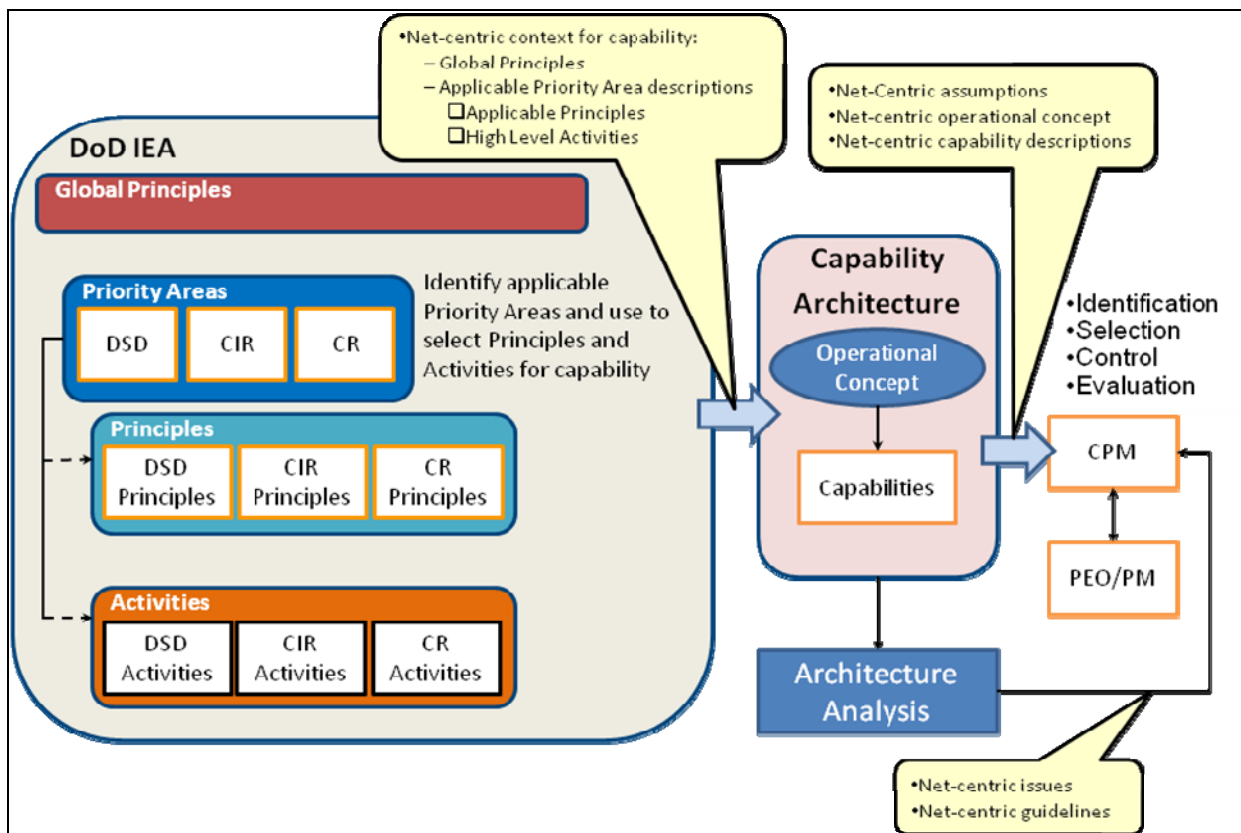 •Net-centric context for capability:
– Global Principles
– Applicable Priority Area descriptions
❑Applicable Principles
❑High Level Activities
•Net-Centric assumptions
•Net-centric operational concept
•Net-centric capability descriptions
DoD IEA
Global Principles
Priority Areas
DSD
CIR
CR
Identify applicable
Priority Areas and use to
select Principles and
Activities for capability
Principles
DSD
Principles
CIR
Principles
CR
Principles
Activities
DSD
Activities
CIR
Activities
CR
Activities
Capability
Architecture
Operational
Concept
Capabilities
•Identification
•Selection
•Control
•Evaluation
CPM
PEO/PM
Architecture
Analysis
•Net-centric issues
•Net-centric guidelines